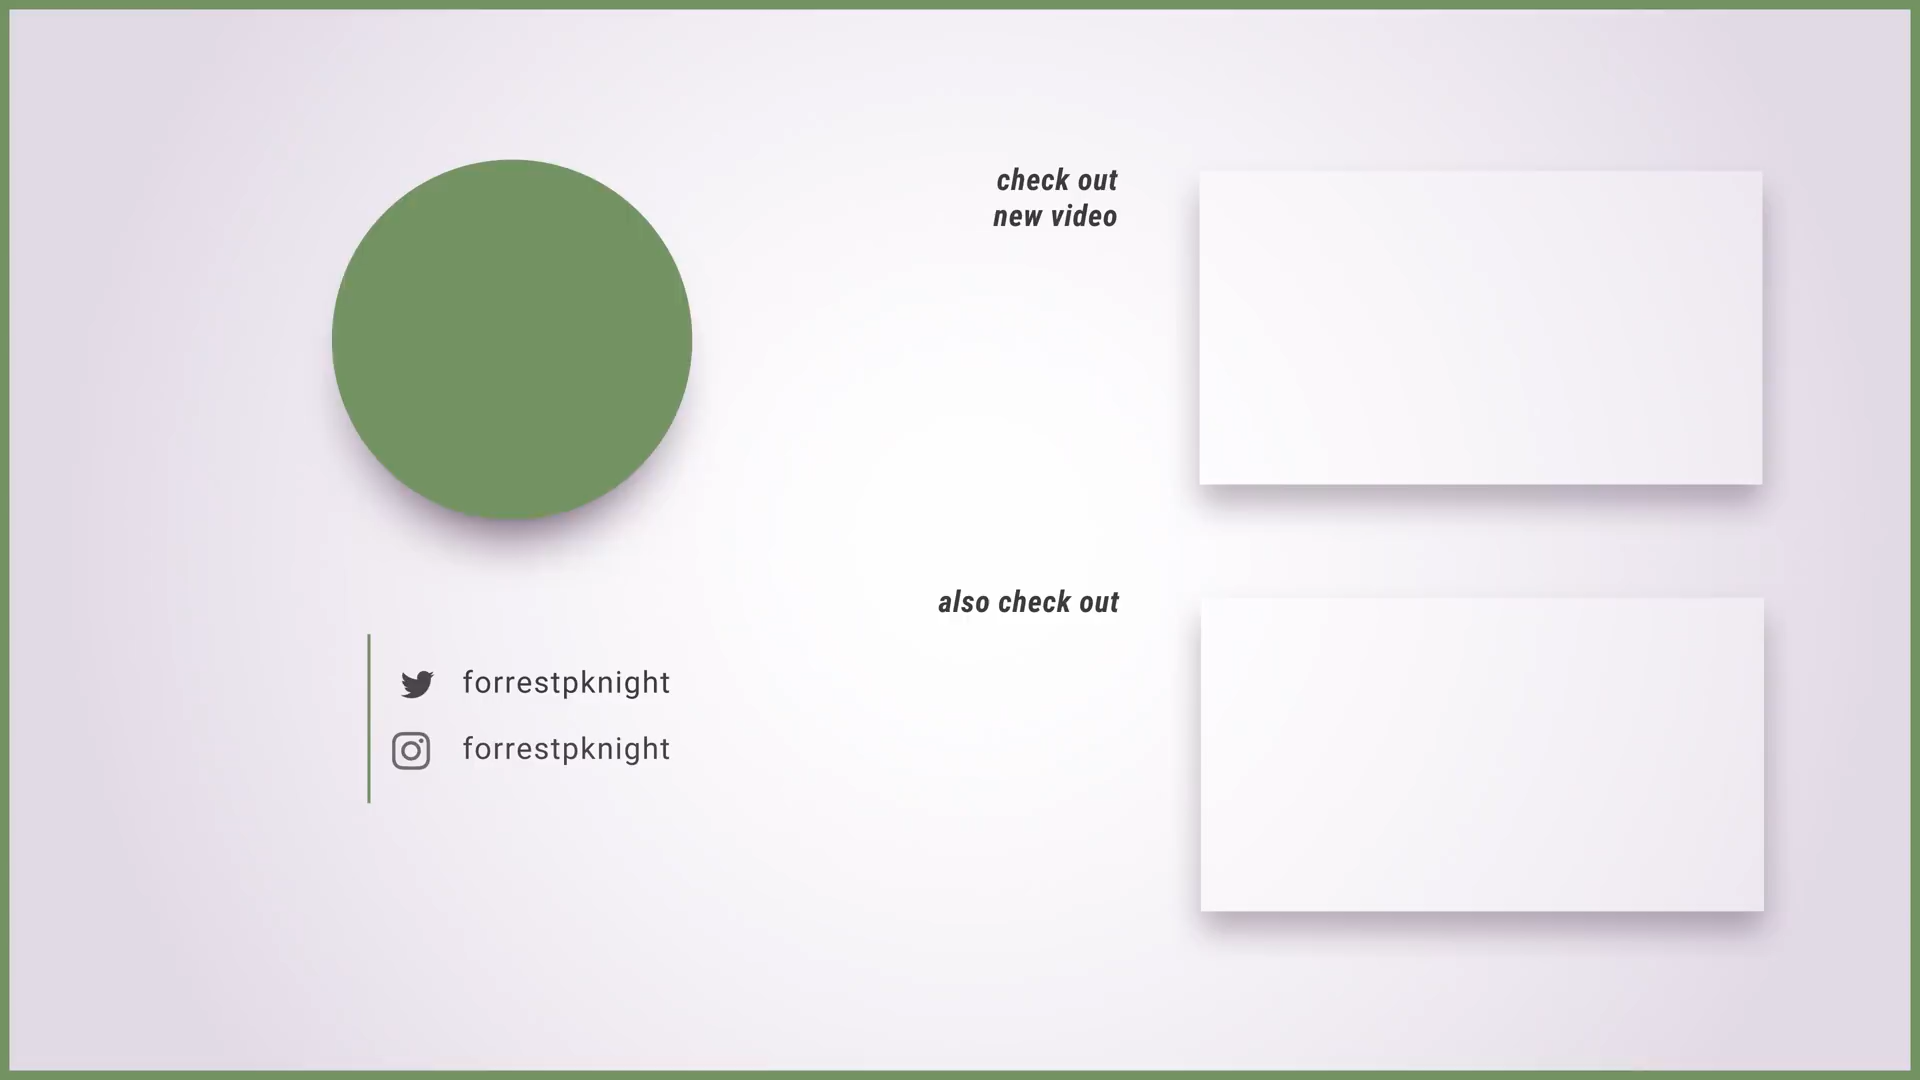 check out
new video
also check out
forrestpknight
forrestpknight